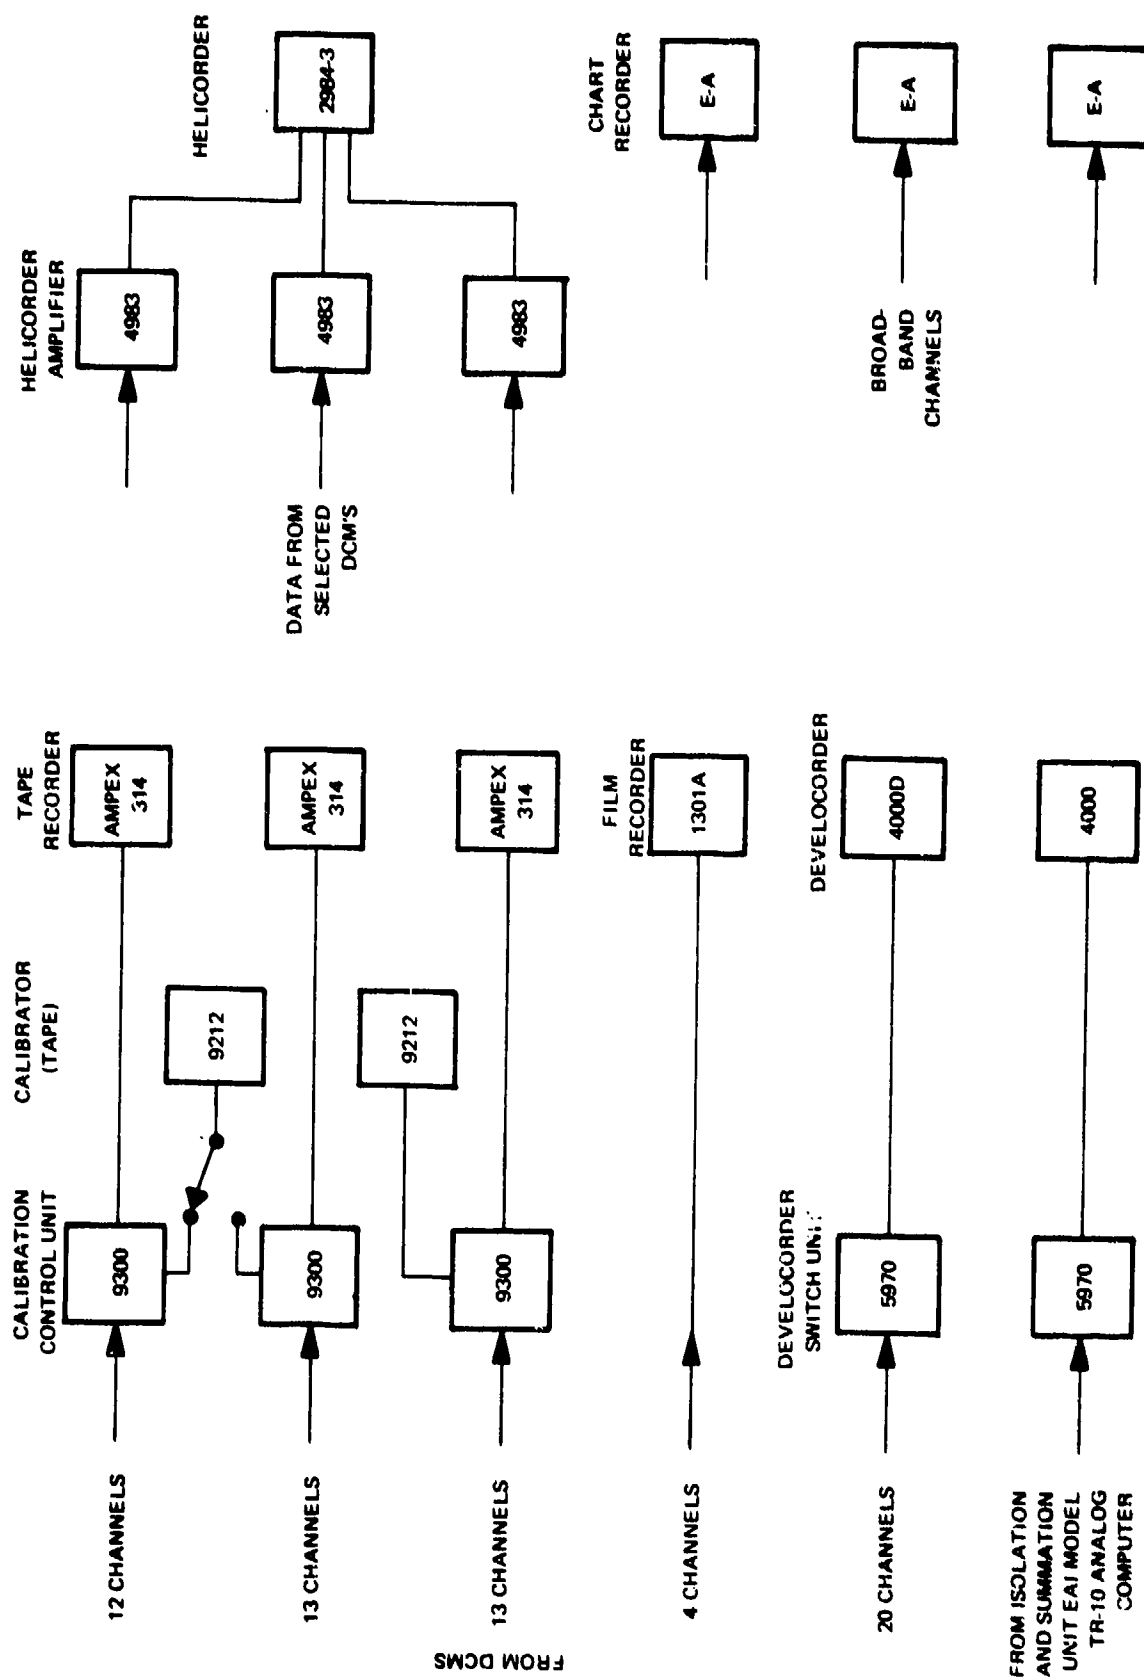 CALIBRATION
CONTROL UNIT
CALIBRATOR
(TAPE)
TAPE
RECORDER
12 CHANNELS
9300
9212
AMPEX
314
13 CHANNELS
9300
AMPEX
314
9212
13 CHANNELS
9300
AMPEX
314
FROM DCMS
FILM
RECORDER
4 CHANNELS
1301A
DEVELOCORDER
SWITCH UNIT
DEVELOCORDER
20 CHANNELS
5970
4000D
FROM ISOLATION
AND SUMMATION
UNIT EAI MODEL
TR-10 ANALOG
COMPUTER
5970
4000
HELICORDER
AMPLIFIER
HELICORDER
4983
DATA FROM
SELECTED
DCM'S
4983
2984-3
4983
CHART
RECORDER
E-A
BROAD-
BAND
CHANNELS
E-A
E-A